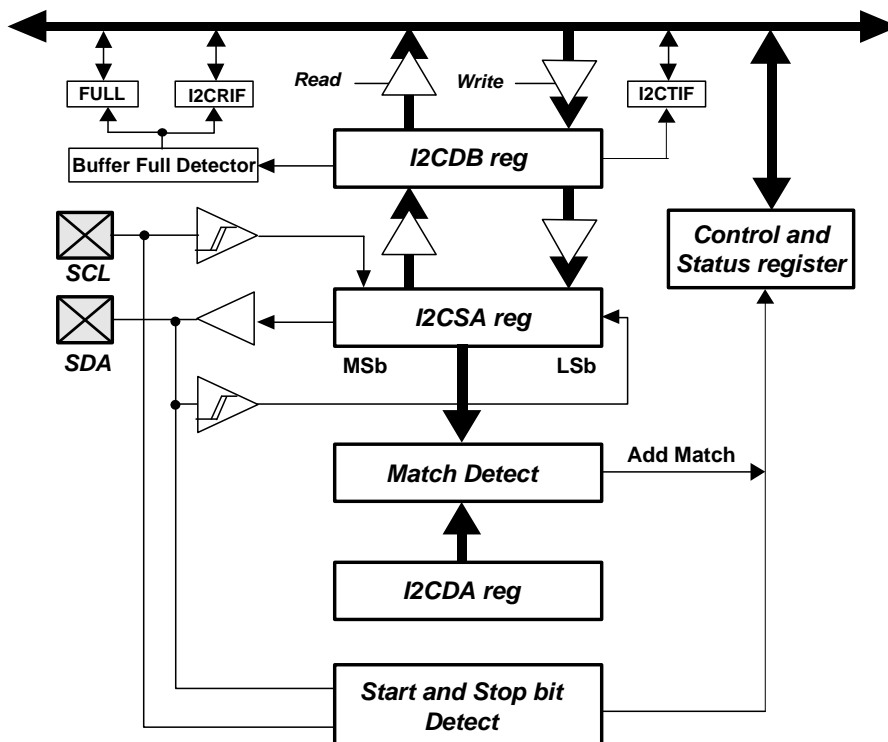 Read
Write
FULL
I2CRIF
I2CTIF
Buffer Full Detector
I2CDB reg
SCL
Control and
Status register
I2CSA reg
SDA
MSb
LSb
Match Detect
Add Match
I2CDA reg
Start and Stop bit
Detect